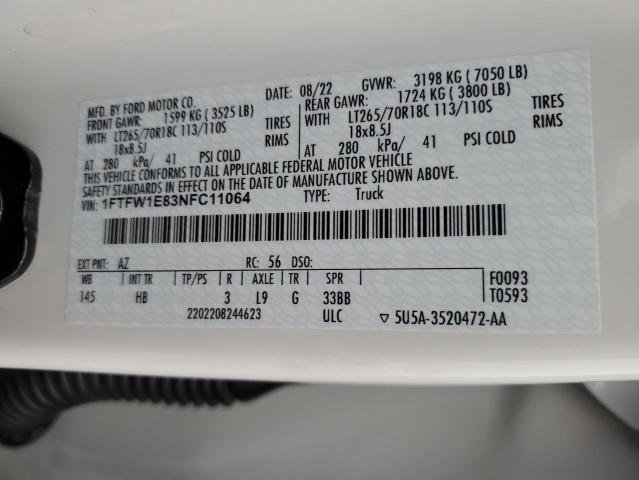 MFD. BY FORD MOTOR CO.
DATE: 08/22 GVWR: 3198 KG ( 7050 LB)
FRONT GAWR: 1599 KG ( 3525 LB) REAR GAWR: 1724 KG ( 3800 LB)
WITH LT265/70R18C 113/110S TIRES WITH LT265/70R18C 113/110S TIRES
18x8.5J RIMS 18x8.5J RIMS
AT 280 kPa/ 41 PSI COLD AT 280 kPa/ 41 PSI COLD
THIS VEHICLE CONFORMS TO ALL APPLICABLE FEDERAL MOTOR VEHICLE
SAFETY STANDARDS IN EFFECT ON THE DATE OF MANUFACTURE SHOWN ABOVE.
VIN: 1FTFW1E83NFC11064 TYPE: Truck
EXT PNT: AZ RC: 56 DSO:
WB INT TR TP/PS R AXLE TR SPR F0093
145 HB 3 L9 G 33BB T0593
2202208244623 ULC ▽ 5U5A-3520472-AA